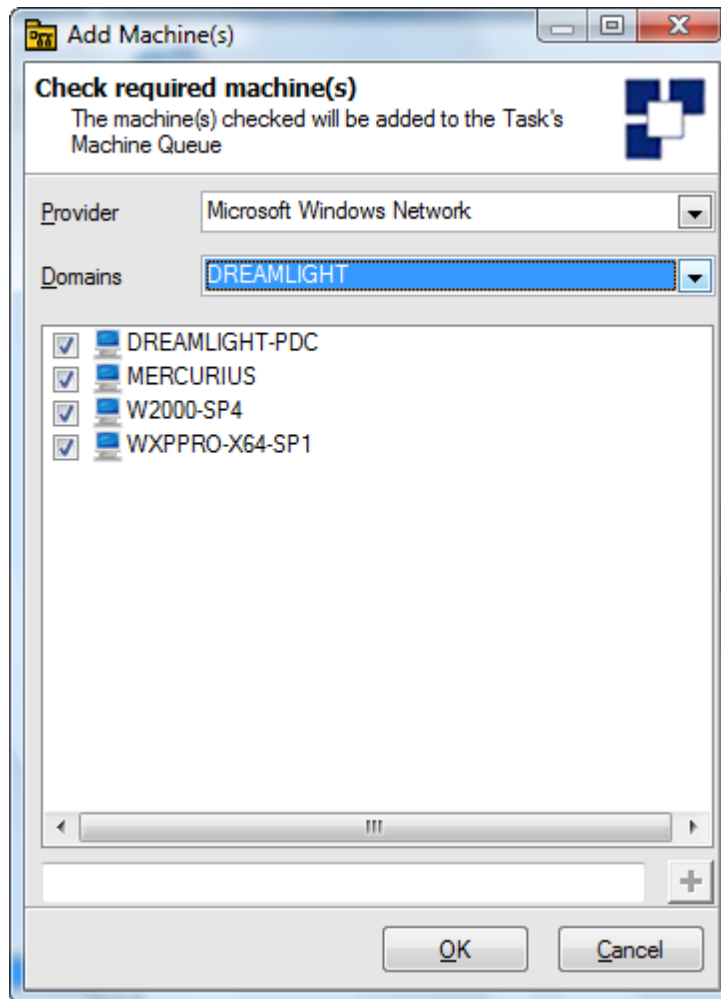 Add Machine(s)
Check required machine(s)
The machine(s) checked will be added to the Task's
Machine Queue
Provider
Microsoft Windows Network
Domains
DREAMLIGHT
DREAMLIGHT-PDC
MERCURIUS
W2000-SP4
WXPPRO-X64-SP1
OK
Cancel